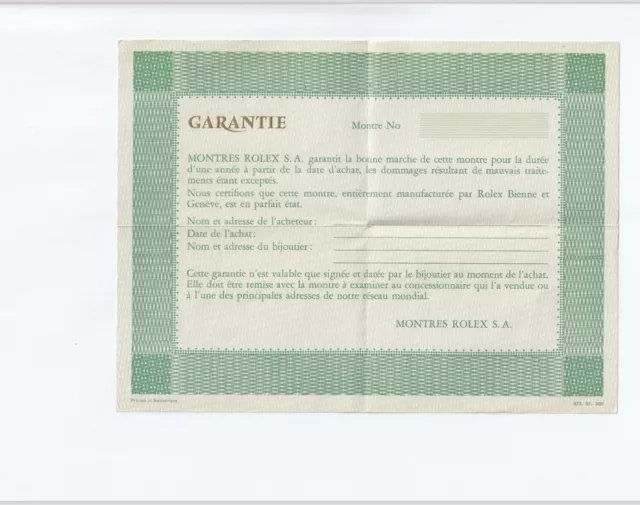 GARANTIE
Montre No
MONTRES ROLEX S. A. garantit la bonne marche de cette montre pour la durée
d'une année à partir de la date d'achat, les dommages résultant de mauvais traite-
ments étant exceptés.
Nous certifions que cette montre, entièrement manufacturée par Rolex Bienne et
Genève, est en parfait état.
Nom et adresse de l'acheteur :
Date de l'achat :
Nom et adresse du bijoutier :
Cette garantie n'est valable que signée et datée par le bijoutier au moment de l'achat.
Elle doit être remise avec la montre à examiner au concessionnaire qui l'a vendue ou
à l'une des principales adresses de notre réseau mondial.
MONTRES ROLEX S. A.
Printed in Switzerland